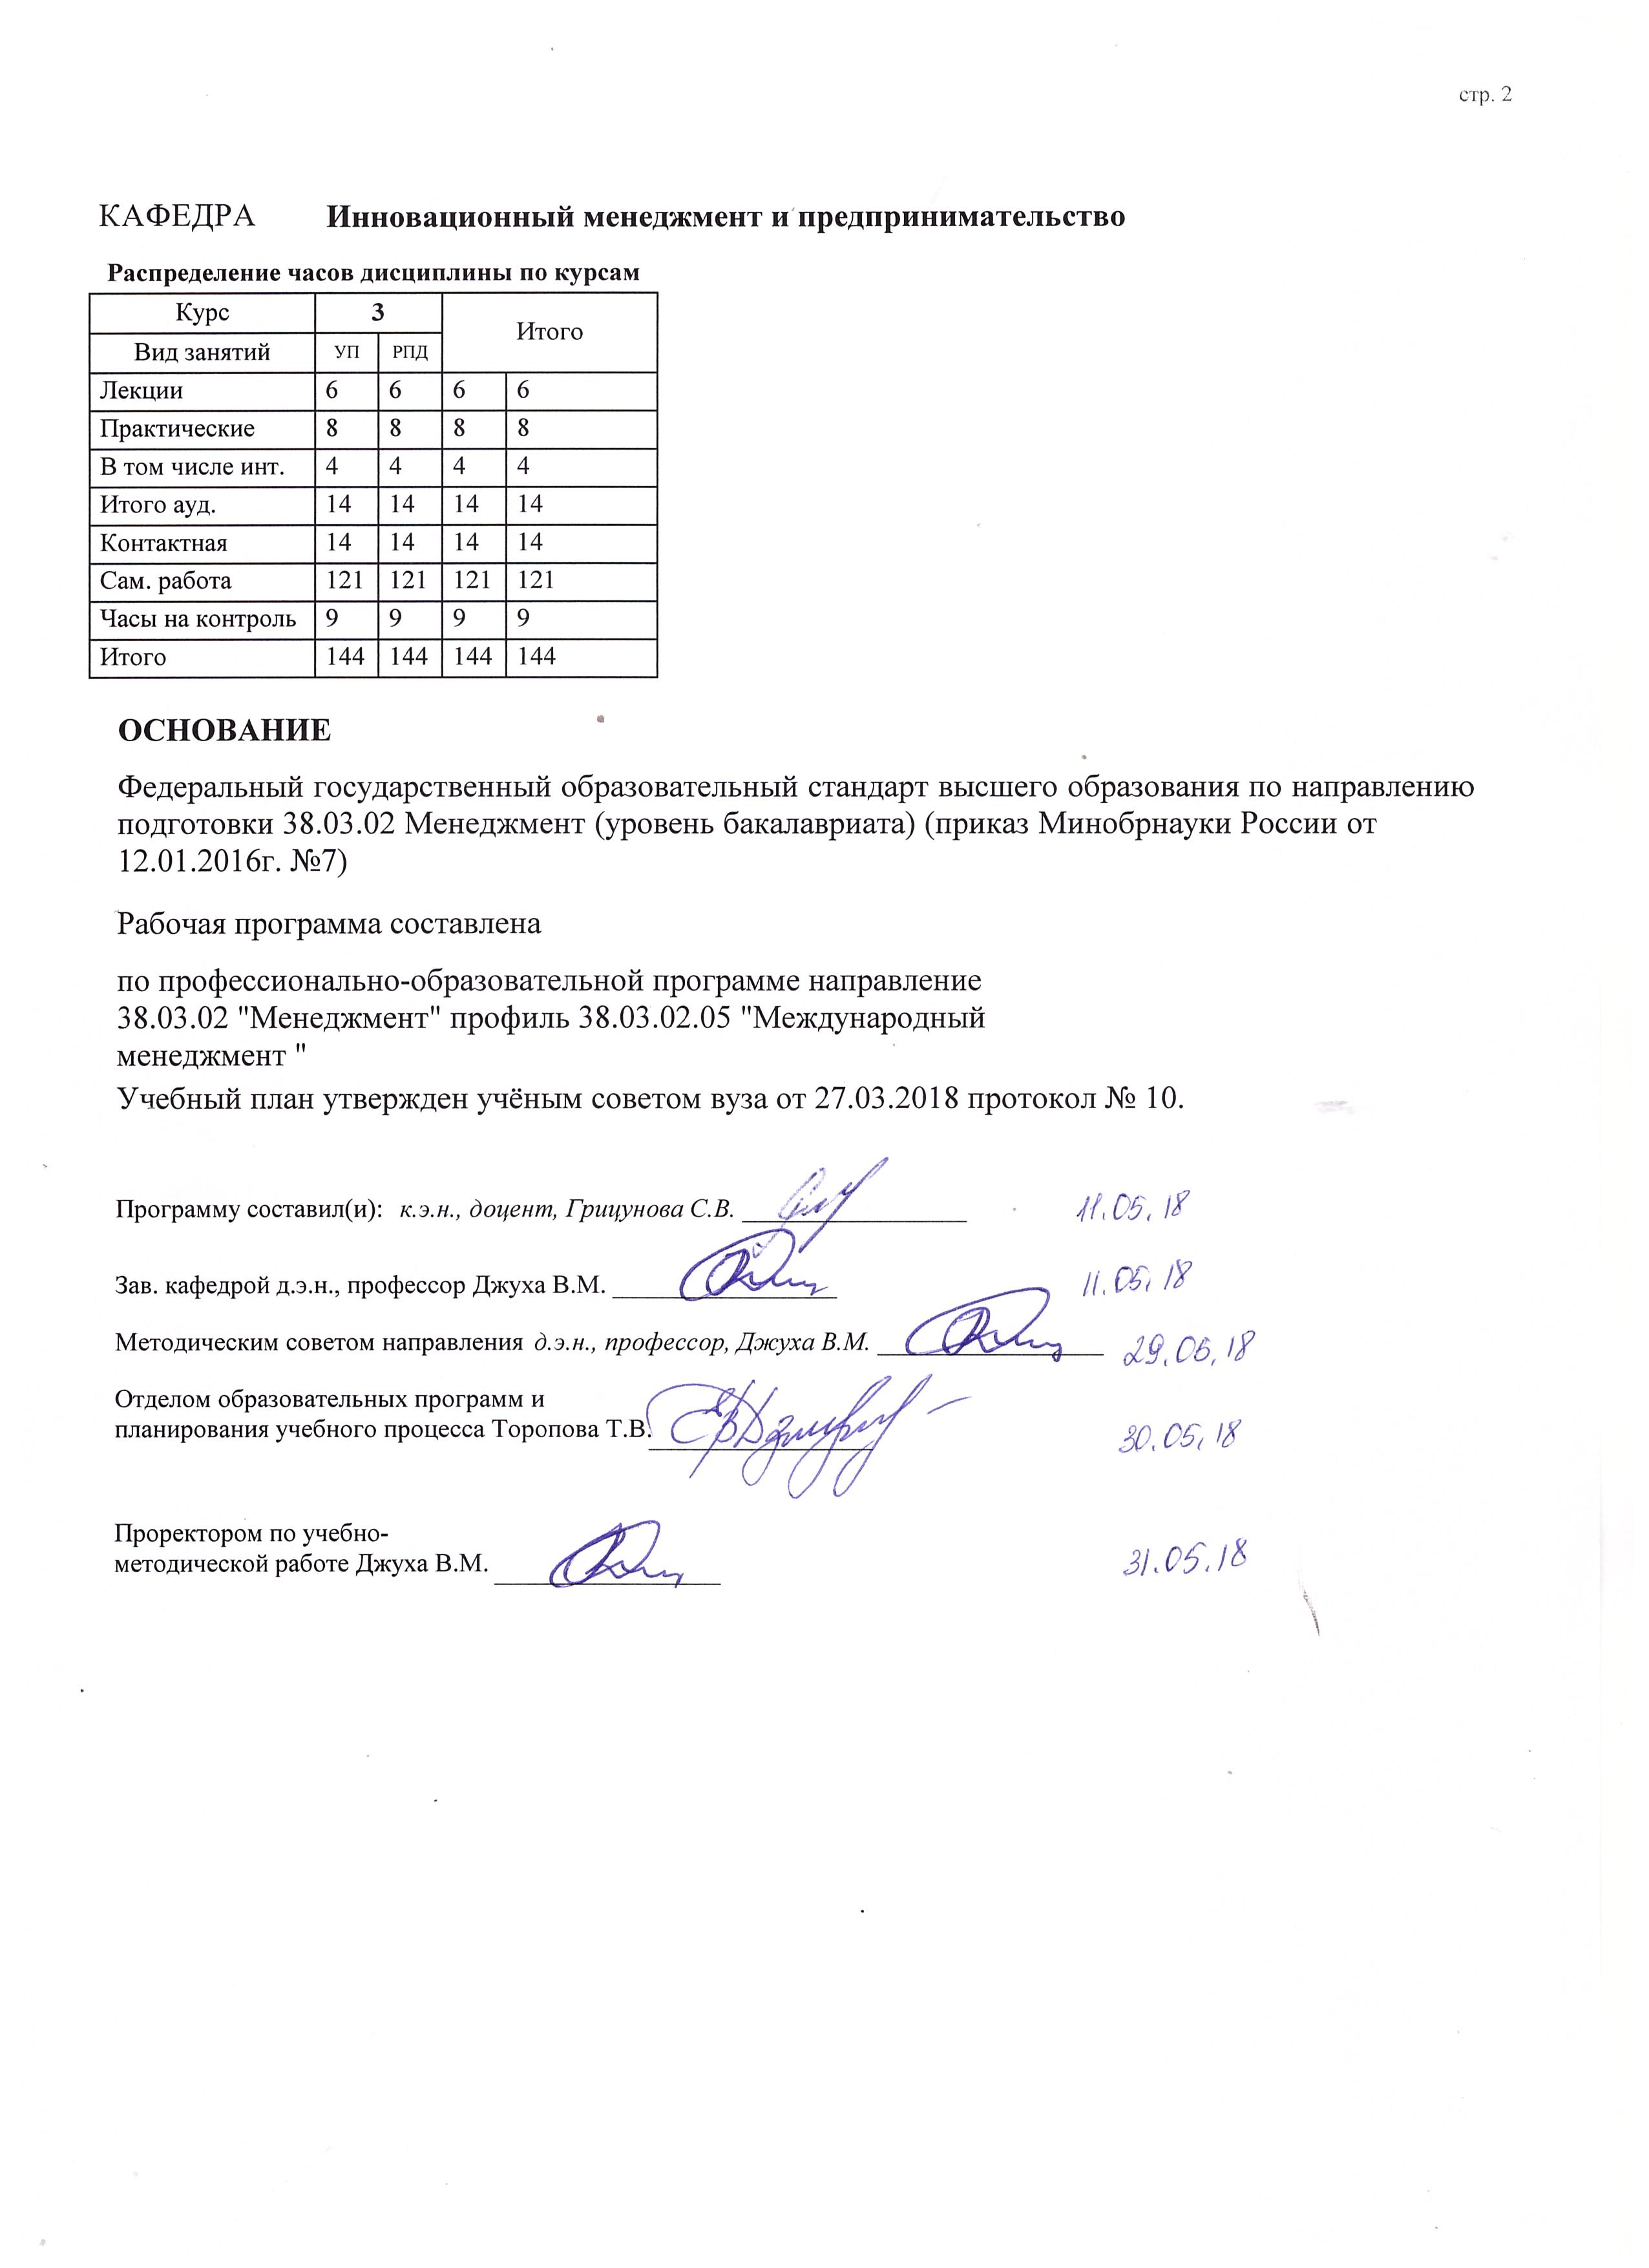 стр. 2
КАФЕДРА Инновационный менеджмент и предпринимательство
Распределение часов дисциплины по курсам
Курс 3 Итого
Вид занятий УП РПД
Лекции 6 6 6 6
Практические 8 8 8 8
В том числе инт. 4 4 4 4
Итого ауд. 14 14 14 14
Контактная 14 14 14 14
Сам. работа 121 121 121 121
Часы на контроль 9 9 9 9
Итого 144 144 144 144
ОСНОВАНИЕ
Федеральный государственный образовательный стандарт высшего образования по направлению
подготовки 38.03.02 Менеджмент (уровень бакалавриата) (приказ Минобрнауки России от
12.01.2016г. №7)
Рабочая программа составлена
по профессионально-образовательной программе направление
38.03.02 "Менеджмент" профиль 38.03.02.05 "Международный
менеджмент "
Учебный план утвержден учёным советом вуза от 27.03.2018 протокол № 10.
Программу составил(и): к.э.н., доцент, Грицунова С.В. 11.05.18
Зав. кафедрой д.э.н., профессор Джуха В.М. 11.05.18
Методическим советом направления д.э.н., профессор, Джуха В.М. 29.05.18
Отделом образовательных программ и
планирования учебного процесса Торопова Т.В. 30.05.18
Проректором по учебно-
методической работе Джуха В.М. 31.05.18